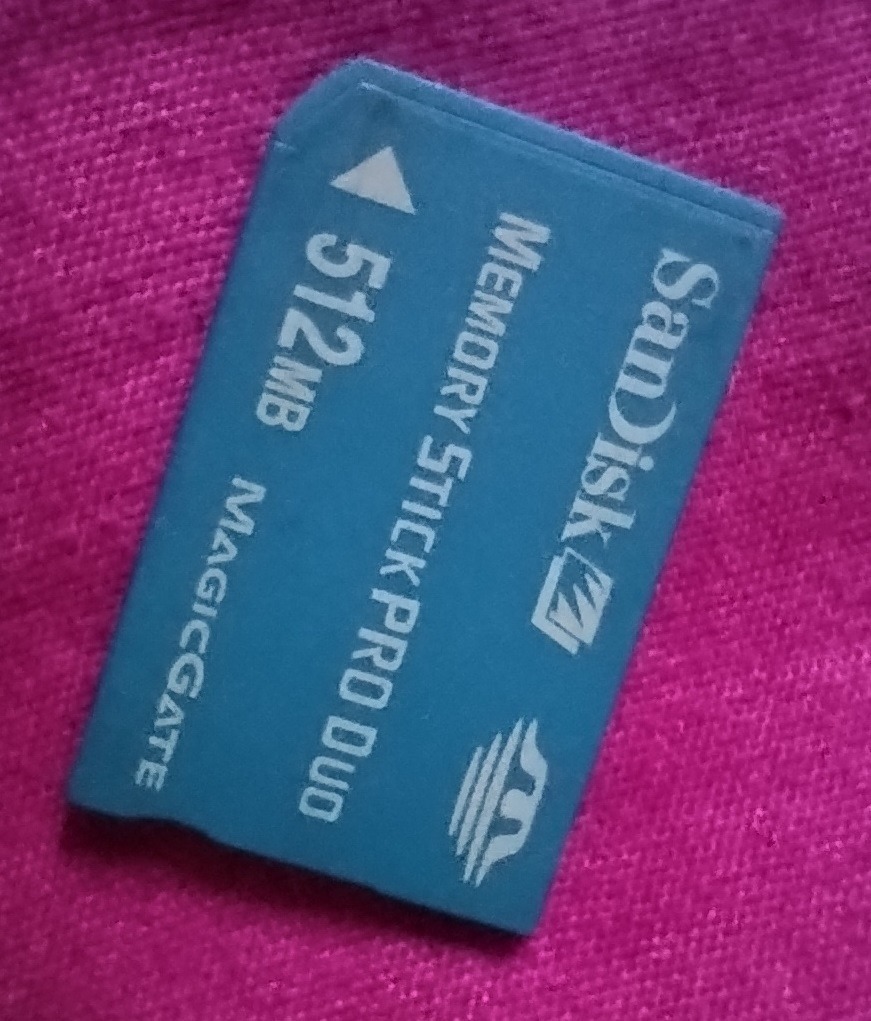 SanDisk
MEMORY STICK PRO DUO
512MB MAGICGATE